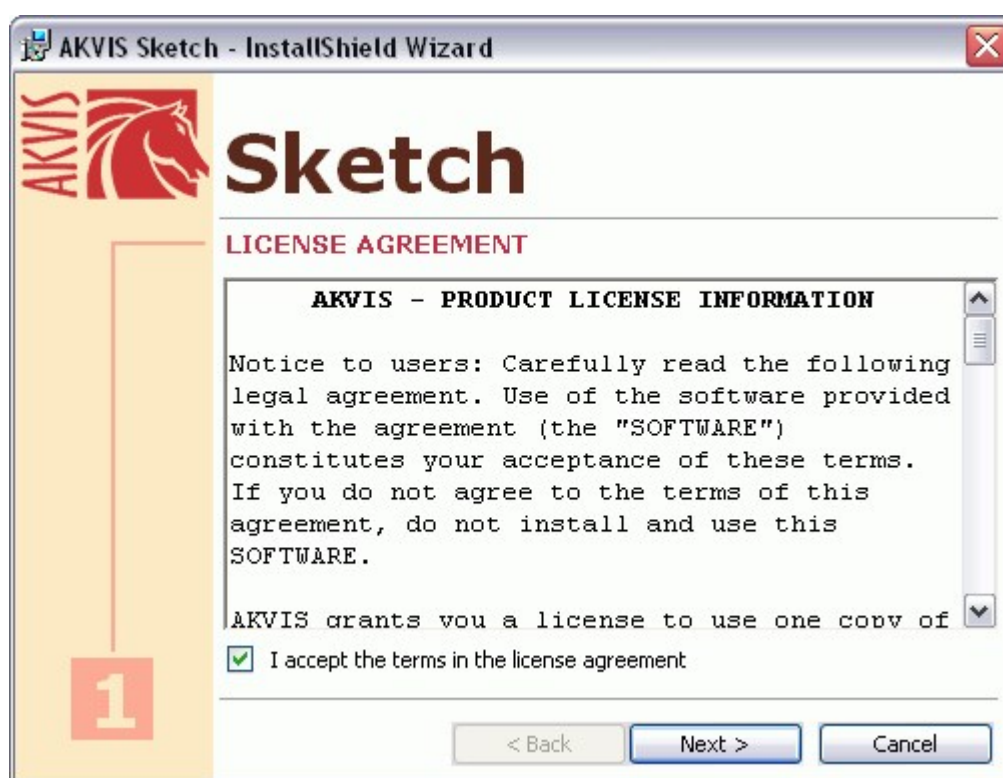 AKVIS Sketch - InstallShield Wizard
AKVIS
Sketch
LICENSE AGREEMENT
AKVIS - PRODUCT LICENSE INFORMATION
Notice to users: Carefully read the following
legal agreement. Use of the software provided
with the agreement (the "SOFTWARE")
constitutes your acceptance of these terms.
If you do not agree to the terms of this
agreement, do not install and use this
SOFTWARE.
AKVIS grants you a license to use one copy of
I accept the terms in the license agreement
1
< Back
Next >
Cancel